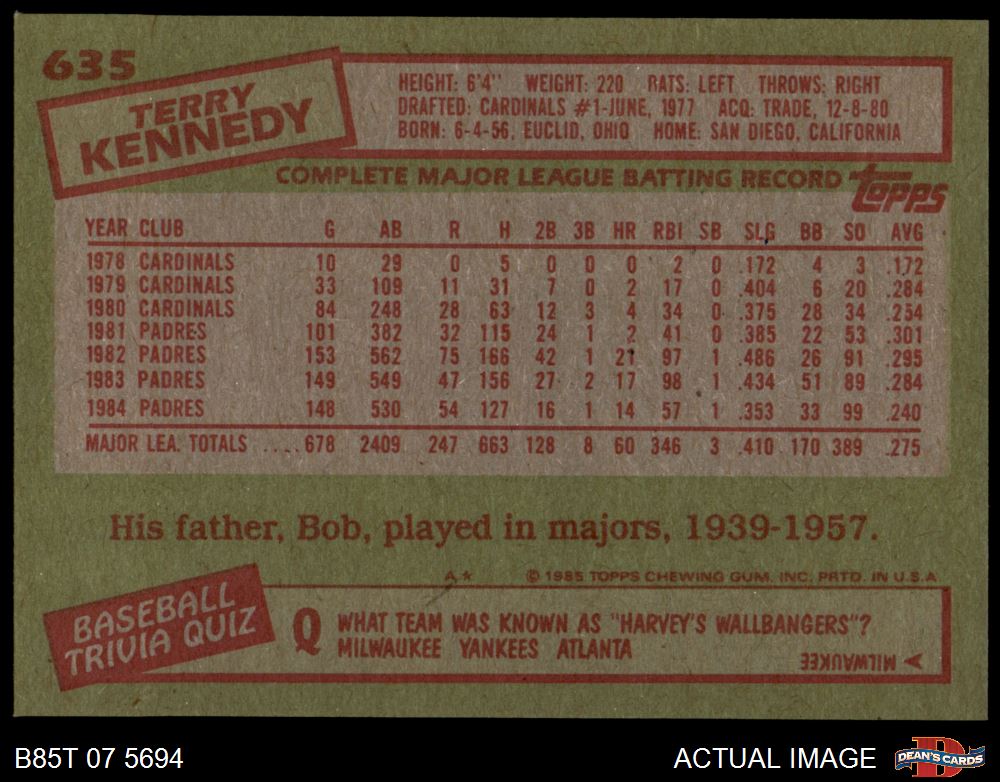 635
TERRY
KENNEDY
HEIGHT: 6'4" WEIGHT: 220 BATS: LEFT THROWS: RIGHT
DRAFTED: CARDINALS #1-JUNE, 1977 ACQ: TRADE, 12-8-80
BORN: 6-4-56, EUCLID, OHIO HOME: SAN DIEGO, CALIFORNIA
COMPLETE MAJOR LEAGUE BATTING RECORD topps
YEAR CLUB G AB R H 2B 3B HR RBI SB SLG BB SO AVG
1978 CARDINALS 10 29 0 5 0 0 0 2 0 .172 4 3 .172
1979 CARDINALS 33 109 11 31 7 0 2 17 0 .404 6 20 .284
1980 CARDINALS 84 248 28 63 12 3 4 34 0 .375 28 34 .254
1981 PADRES 101 382 32 115 24 1 2 41 0 .385 22 53 .301
1982 PADRES 153 562 75 166 42 1 21 97 1 .486 26 91 .295
1983 PADRES 149 549 47 156 27 2 17 98 1 .434 51 89 .284
1984 PADRES 148 530 54 127 16 1 14 57 1 .353 33 99 .240
MAJOR LEA. TOTALS ....678 2409 247 663 128 8 60 346 3 .410 170 389 .275
His father, Bob, played in majors, 1939-1957.
A★ © 1985 TOPPS CHEWING GUM, INC. PRTD. IN U.S.A
BASEBALL
TRIVIA QUIZ
Q WHAT TEAM WAS KNOWN AS "HARVEY'S WALLBANGERS"?
MILWAUKEE YANKEES ATLANTA
MILWAUKEE
B85T 07 5694
ACTUAL IMAGE
D
DEAN'S CARDS